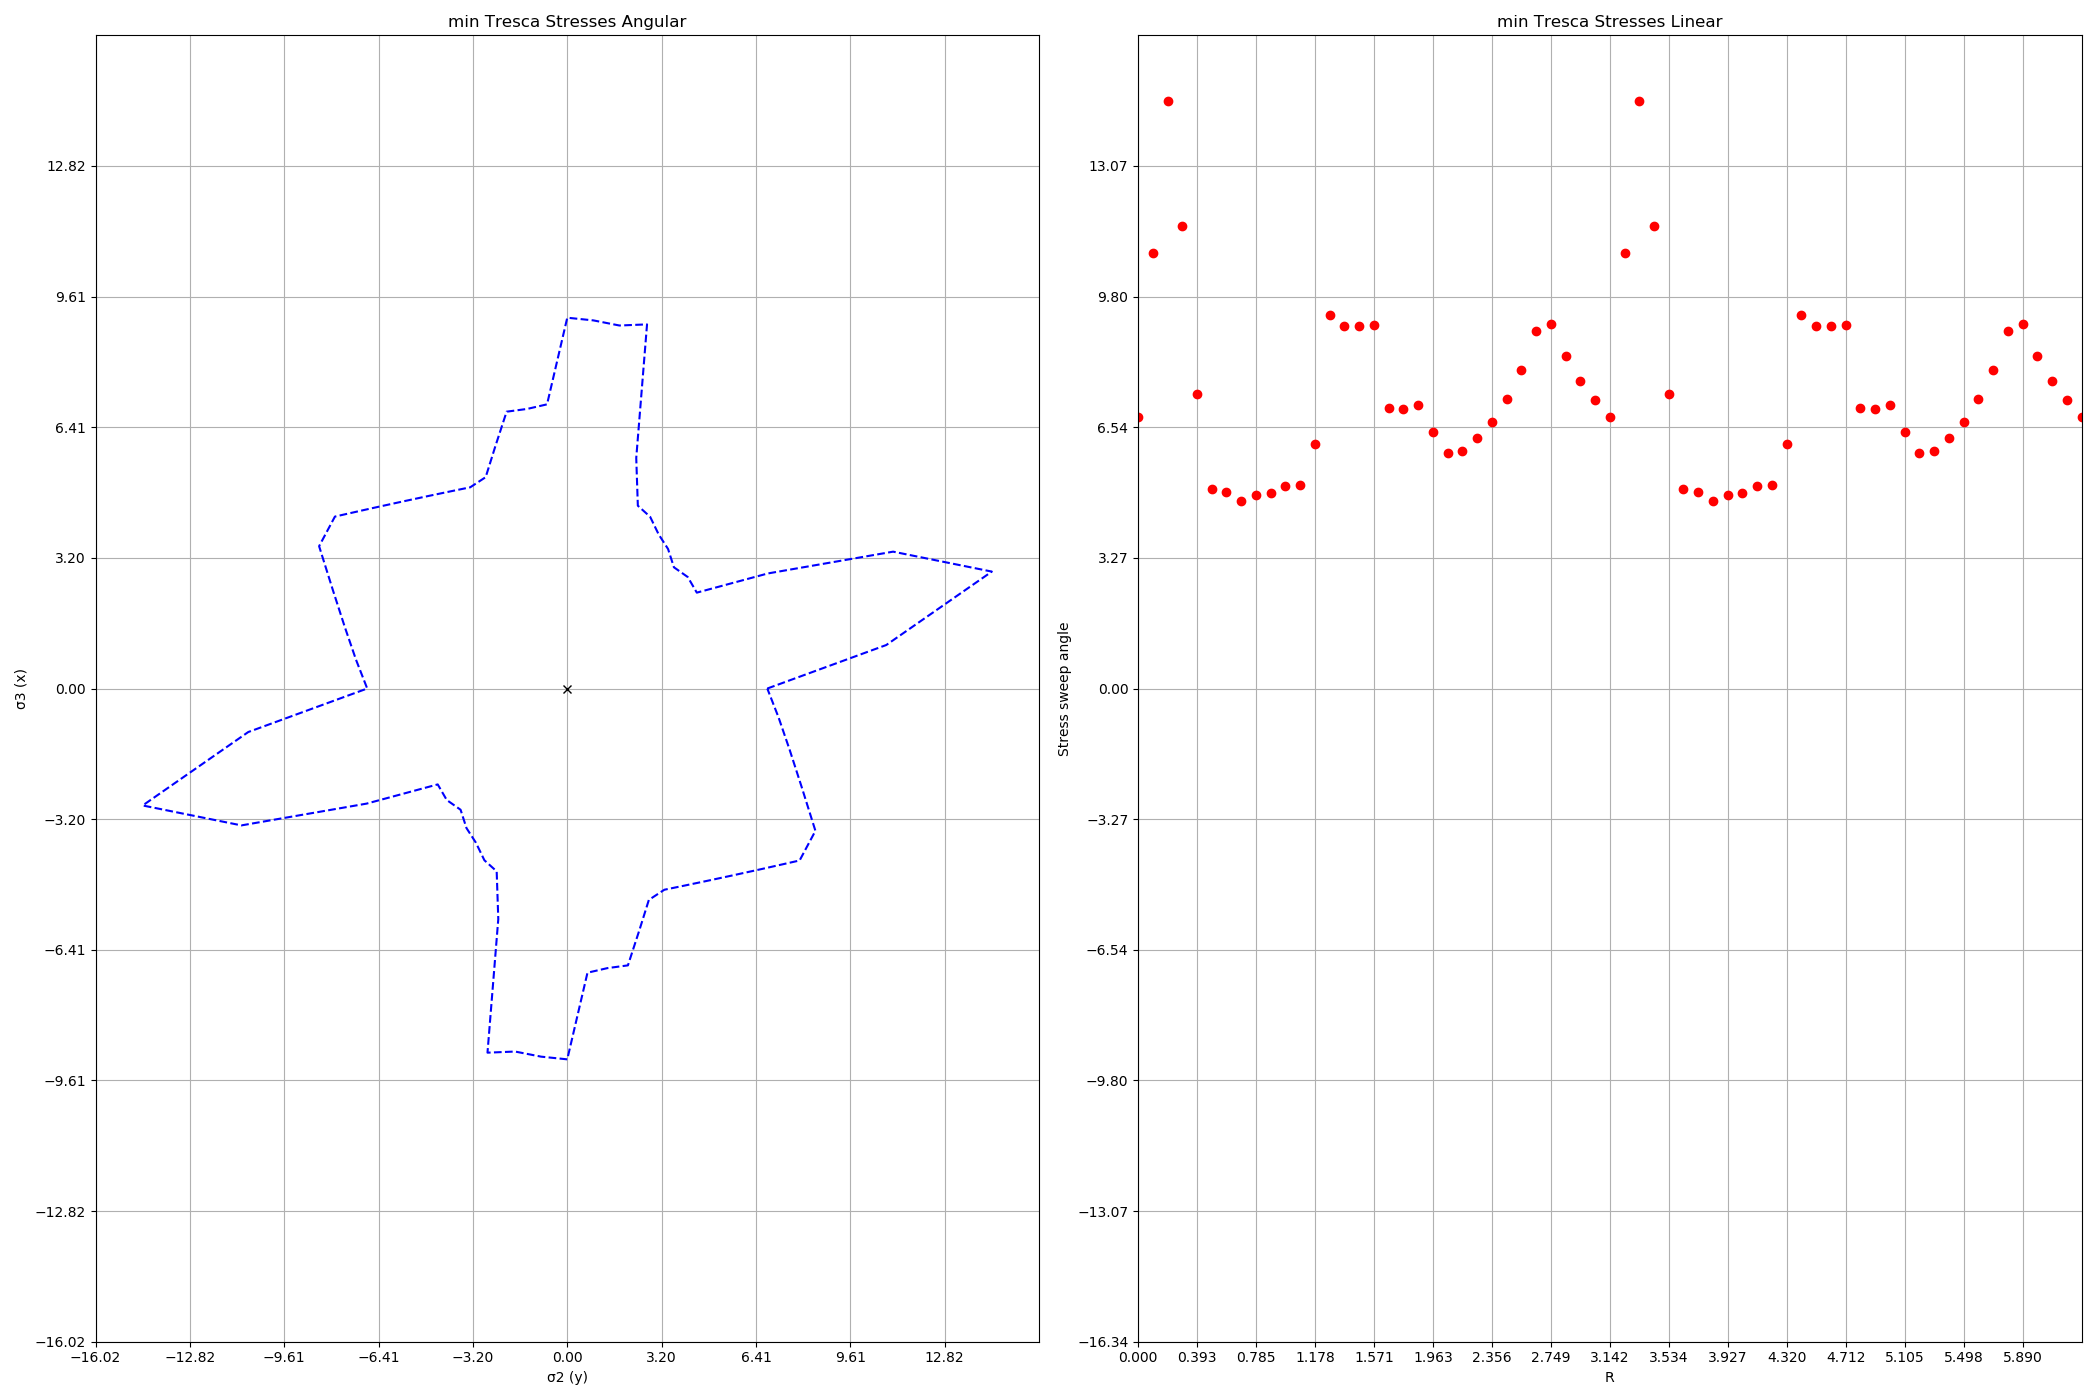 min Tresca Stresses Angular
12.82
9.61
6.41
3.20
0.00
−3.20
−6.41
−9.61
−12.82
−16.02
σ3 (x)
−16.02 −12.82 −9.61 −6.41 −3.20 0.00 3.20 6.41 9.61 12.82
σ2 (y)
min Tresca Stresses Linear
13.07
9.80
6.54
3.27
0.00
−3.27
−6.54
−9.80
−13.07
−16.34
Stress sweep angle
0.000 0.393 0.785 1.178 1.571 1.963 2.356 2.749 3.142 3.534 3.927 4.320 4.712 5.105 5.498 5.890
R